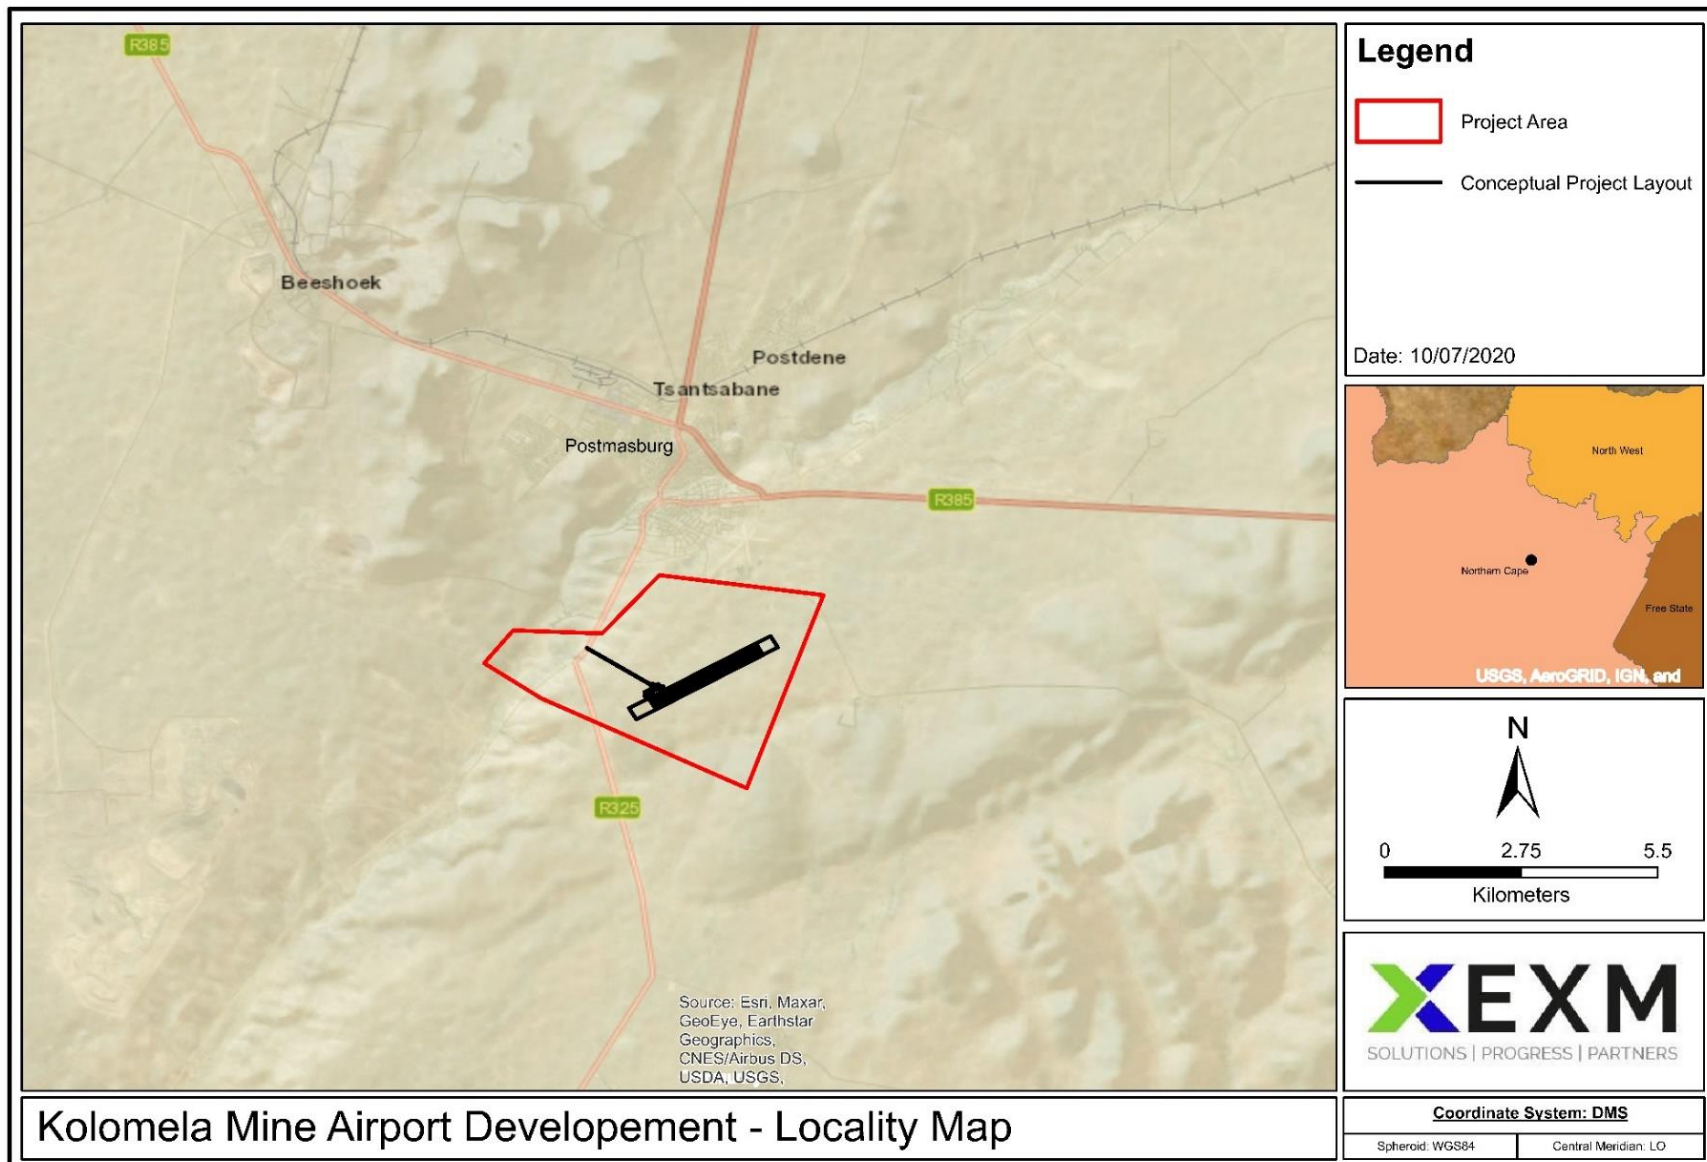 R385
Beeshoek
Postdene
Tsantsabane
Postmasburg
R385
R325
Source: Esri, Maxar,
GeoEye, Earthstar
Geographics,
CNES/Airbus DS,
USDA, USGS,
Kolomela Mine Airport Developement - Locality Map
Legend
Project Area
Conceptual Project Layout
Date: 10/07/2020
North West
Northern Cape
Free State
USGS, AeroGRID, IGN, and
N
0 2.75 5.5
Kilometers
XEXM
SOLUTIONS | PROGRESS | PARTNERS
Coordinate System: DMS
Spheroid: WGS84 Central Meridian: LO